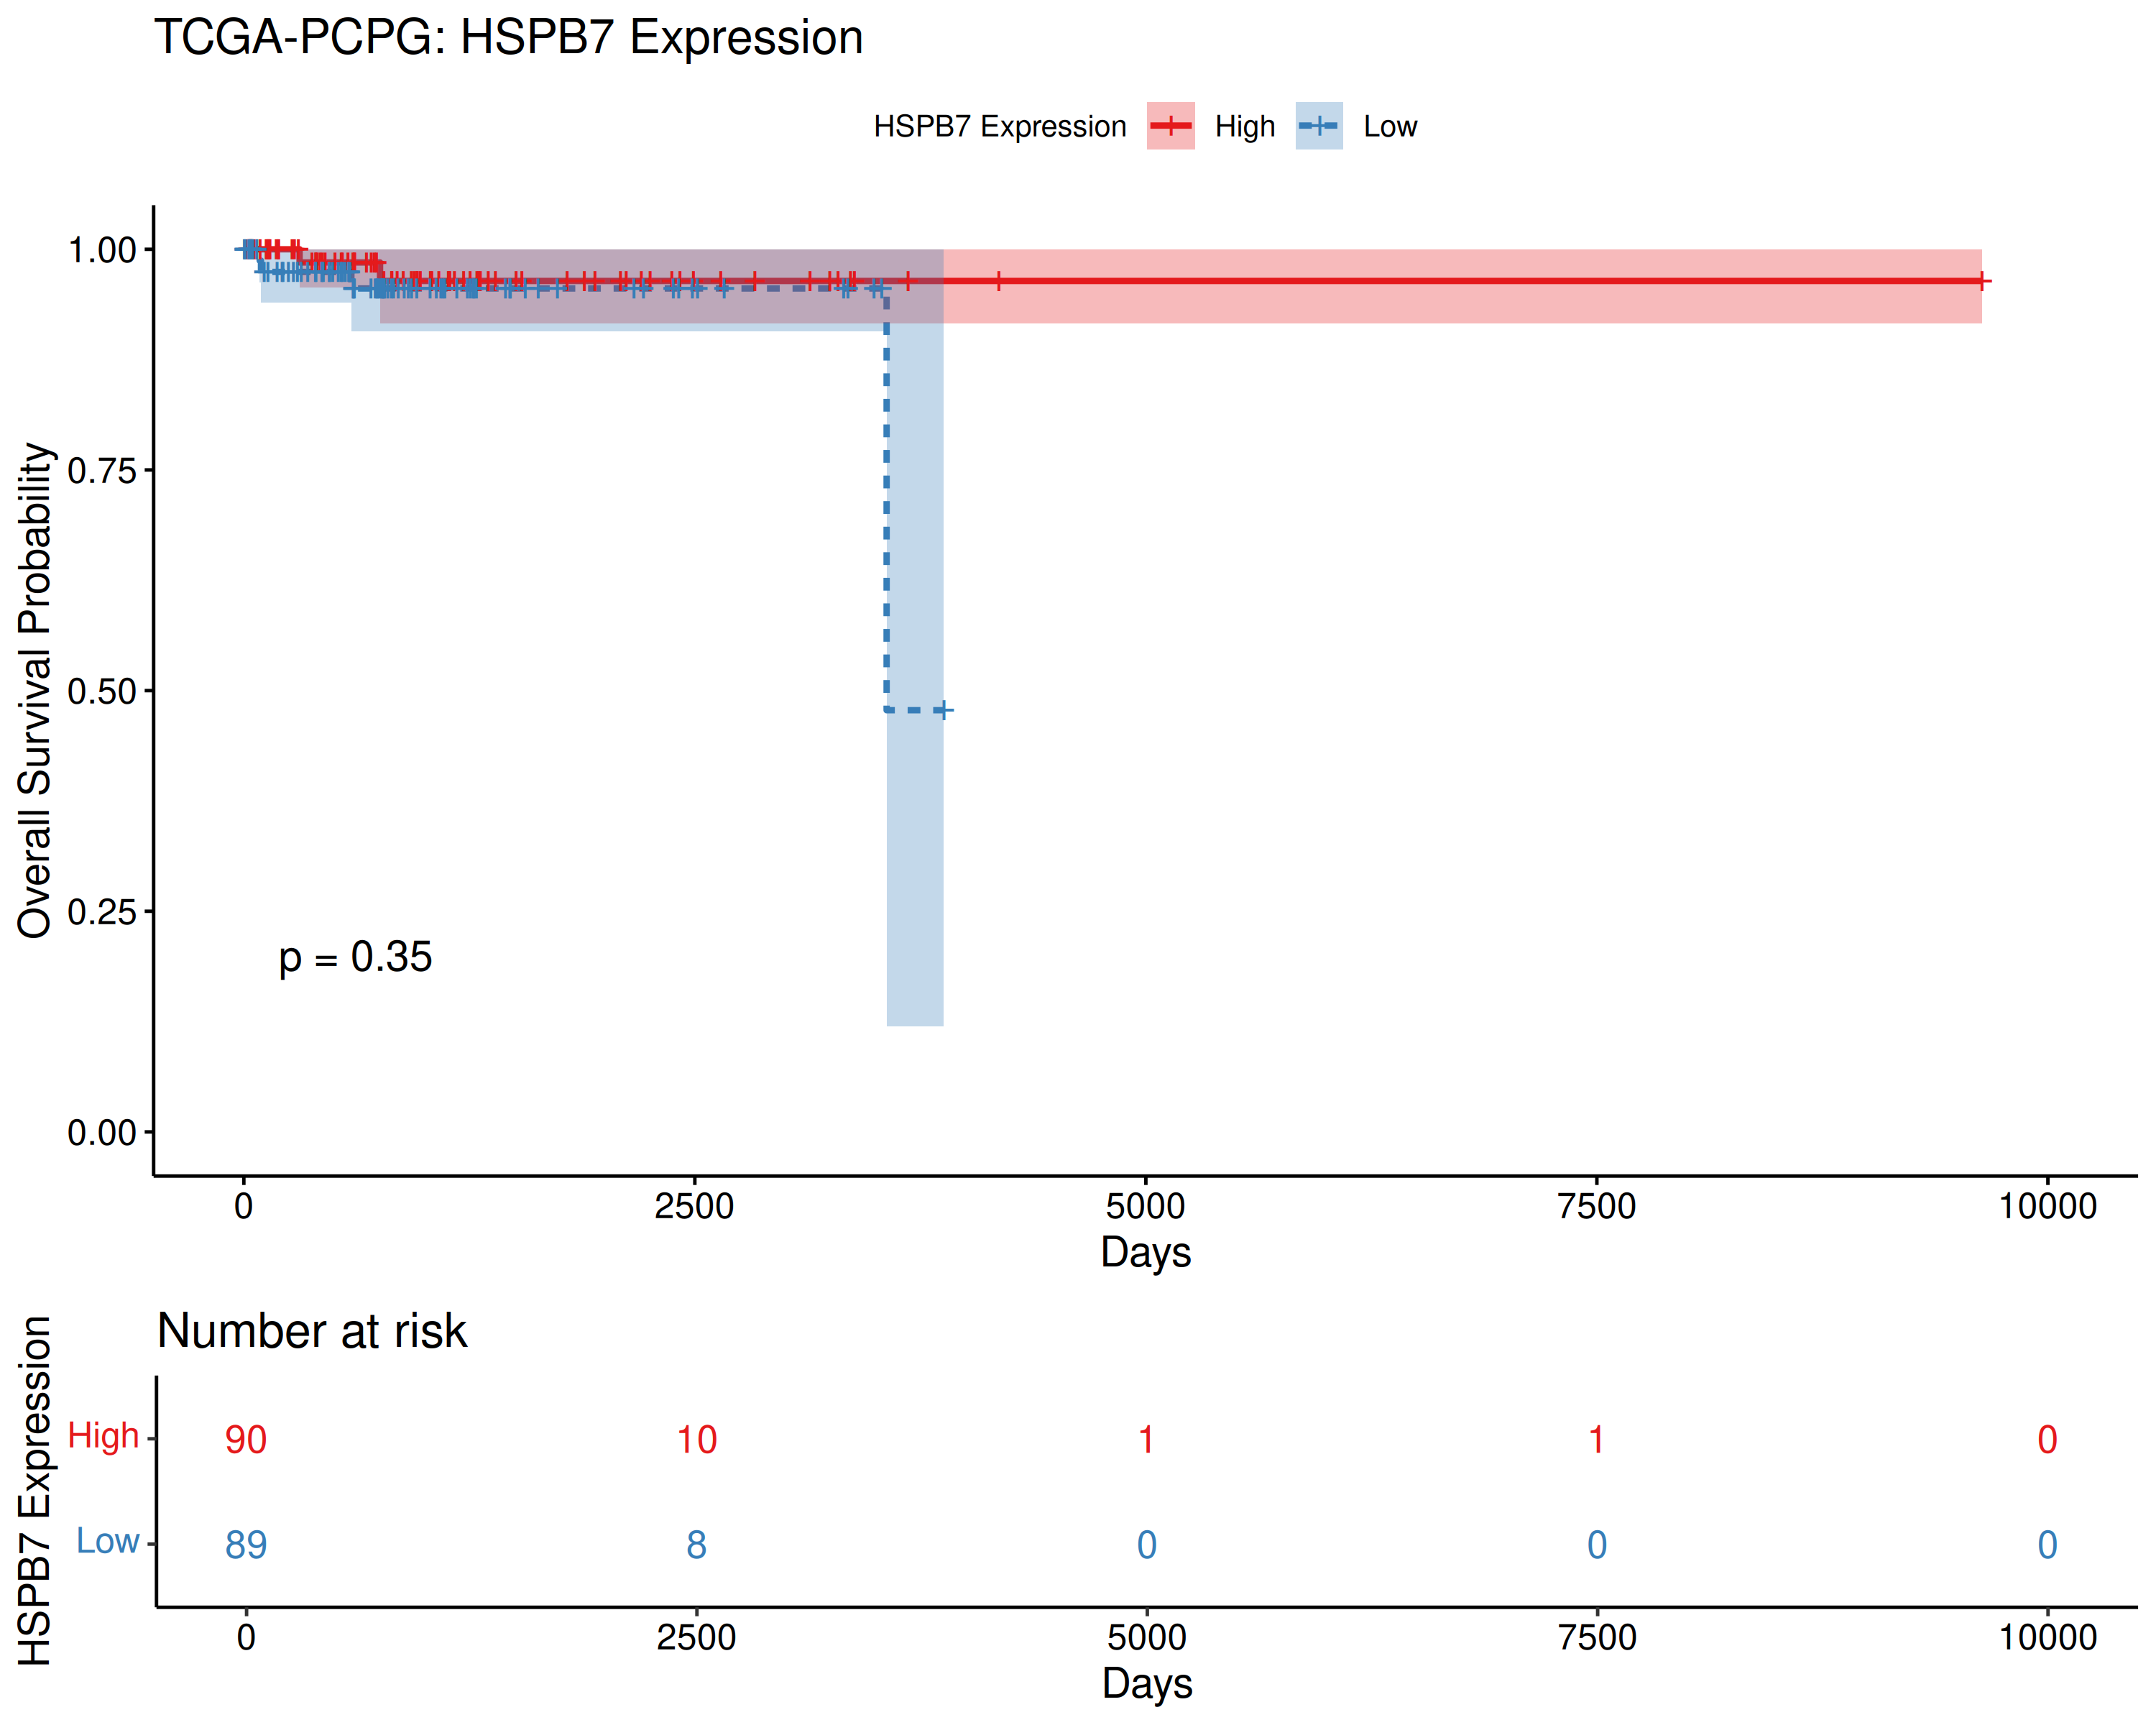 TCGA-PCPG: HSPB7 Expression
HSPB7 Expression High Low
Overall Survival Probability
1.00
0.75
0.50
0.25
0.00
p = 0.35
0 2500 5000 7500 10000
Days
Number at risk
HSPB7 Expression
High 90 10 1 1 0
Low 89 8 0 0 0
0 2500 5000 7500 10000
Days